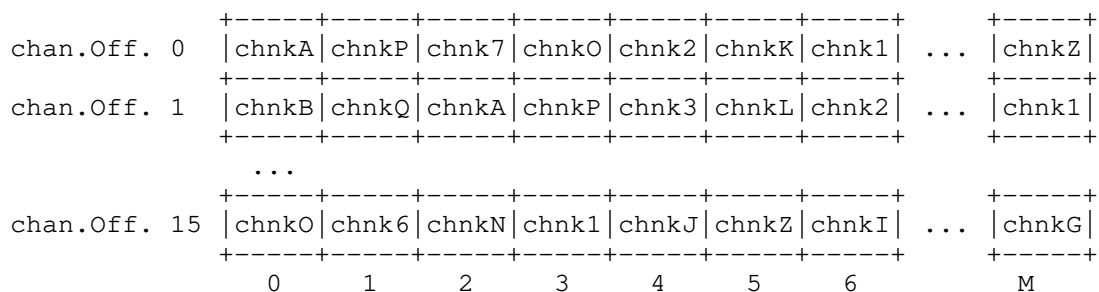 +-----+-----+-----+-----+-----+-----+-----+ +-----+
chan.Off. 0 |chnkA|chnkP|chnk7|chnkO|chnk2|chnkK|chnk1| ... |chnkZ|
+-----+-----+-----+-----+-----+-----+-----+ +-----+
chan.Off. 1 |chnkB|chnkQ|chnkA|chnkP|chnk3|chnkL|chnk2| ... |chnk1|
+-----+-----+-----+-----+-----+-----+-----+ +-----+
...
+-----+-----+-----+-----+-----+-----+-----+ +-----+
chan.Off. 15 |chnkO|chnk6|chnkN|chnk1|chnkJ|chnkZ|chnkI| ... |chnkG|
+-----+-----+-----+-----+-----+-----+-----+ +-----+
0 1 2 3 4 5 6 M